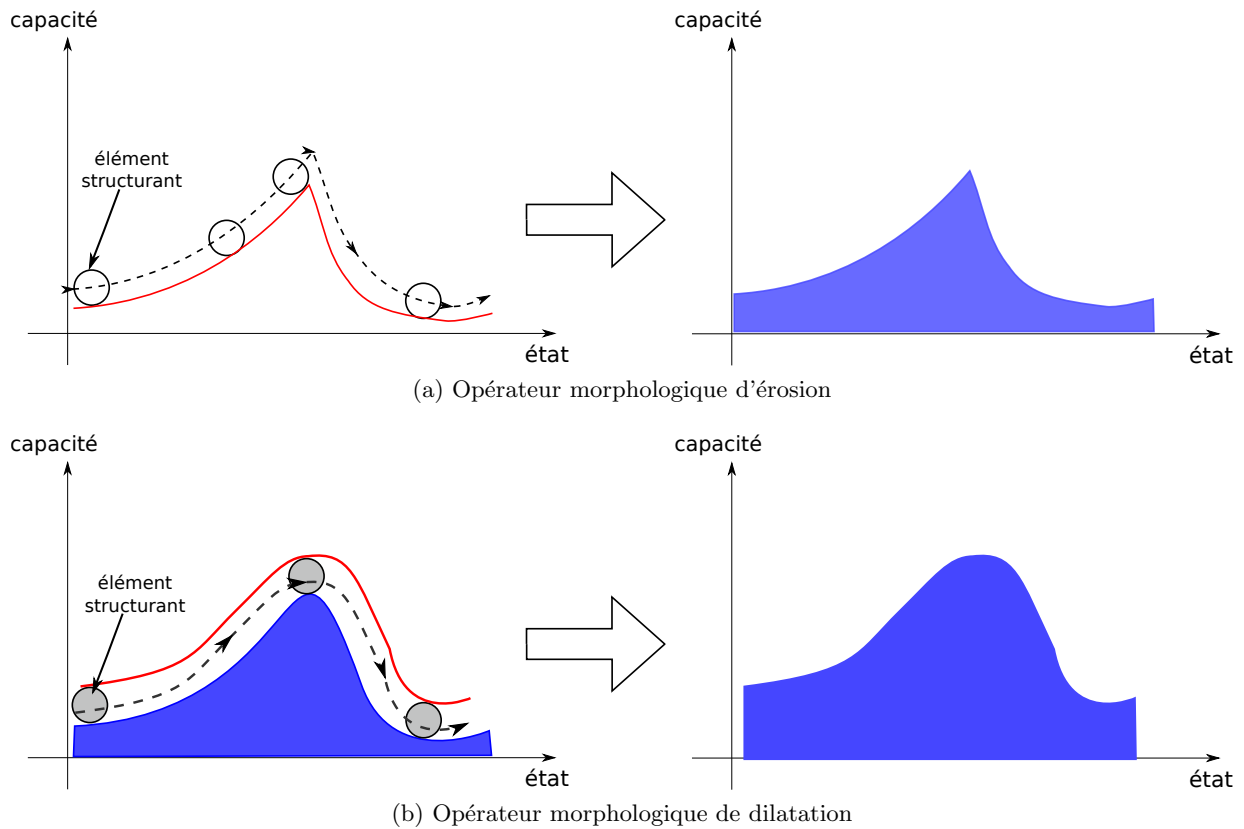 capacité
capacité
élément
structurant
état
état
(a) Opérateur morphologique d'érosion
capacité
capacité
élément
structurant
état
état
(b) Opérateur morphologique de dilatation